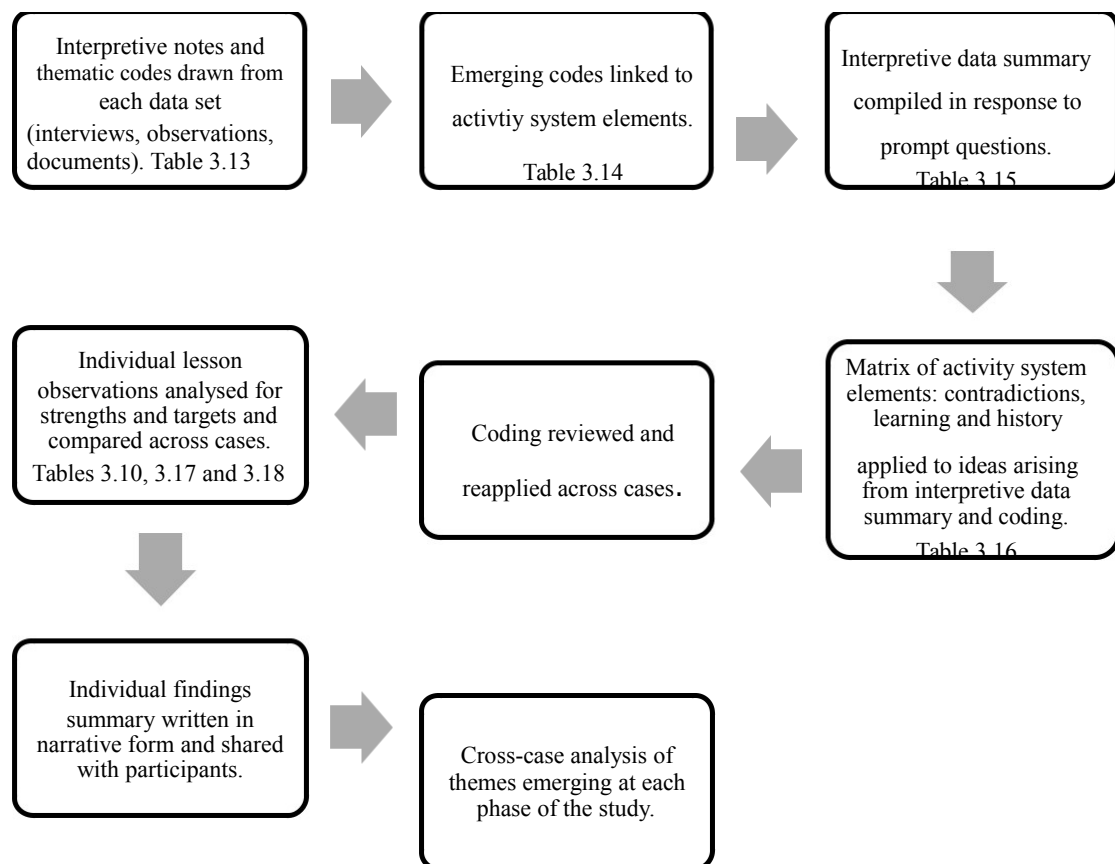 Interpretive notes and
thematic codes drawn from
each data set
(interviews, observations,
documents). Table 3.13
Emerging codes linked to
activtiy system elements.
Table 3.14
Interpretive data summary
compiled in response to
prompt questions.
Table 3.15
Matrix of activity system
elements: contradictions,
learning and history
applied to ideas arising
from interpretive data
summary and coding.
Table 3.16
Coding reviewed and
reapplied across cases.
Individual lesson
observations analysed for
strengths and targets and
compared across cases.
Tables 3.10, 3.17 and 3.18
Individual findings
summary written in
narrative form and shared
with participants.
Cross-case analysis of
themes emerging at each
phase of the study.